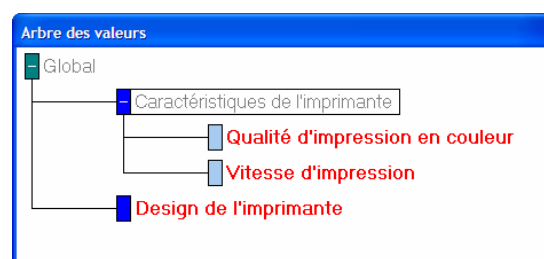 Arbre des valeurs
Global
Caractéristiques de l'imprimante
Qualité d'impression en couleur
Vitesse d'impression
Design de l'imprimante